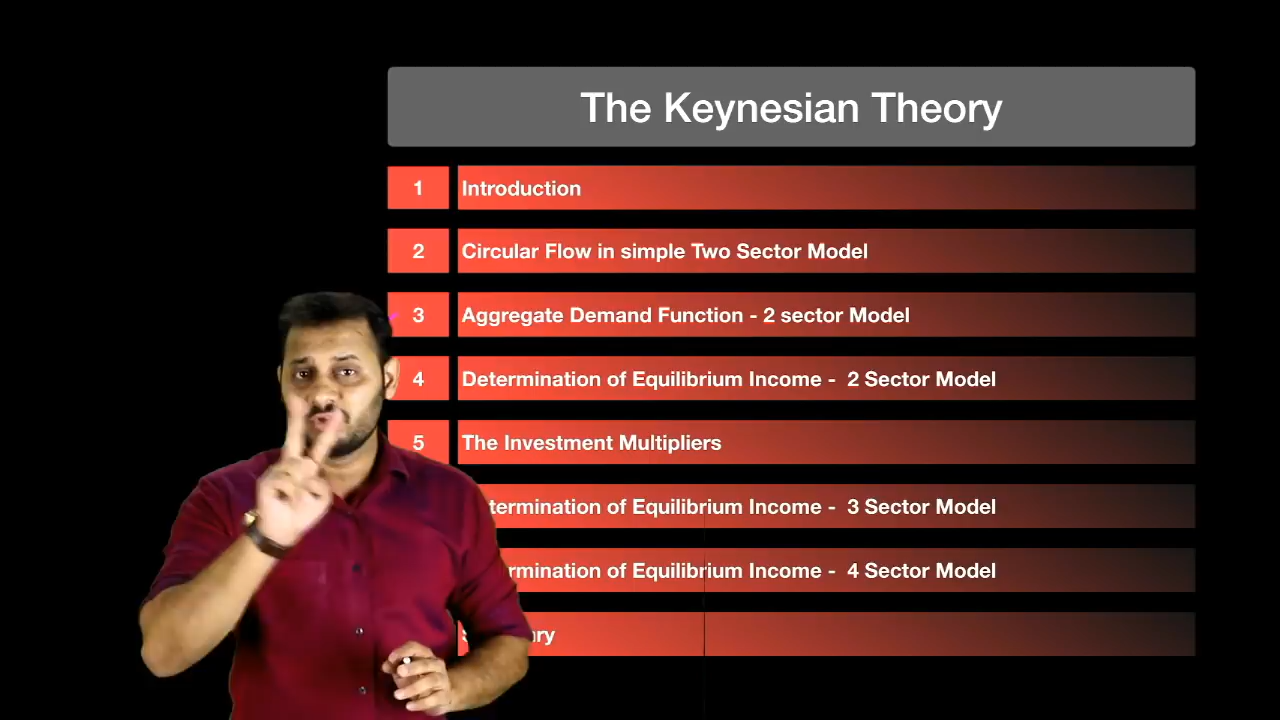 The Keynesian Theory
1 Introduction
2 Circular Flow in simple Two Sector Model
3 Aggregate Demand Function - 2 sector Model
4 Determination of Equilibrium Income - 2 Sector Model
5 The Investment Multipliers
of Equilibrium Income - 3 Sector Model
of Equilibrium Income - 4 Sector Model